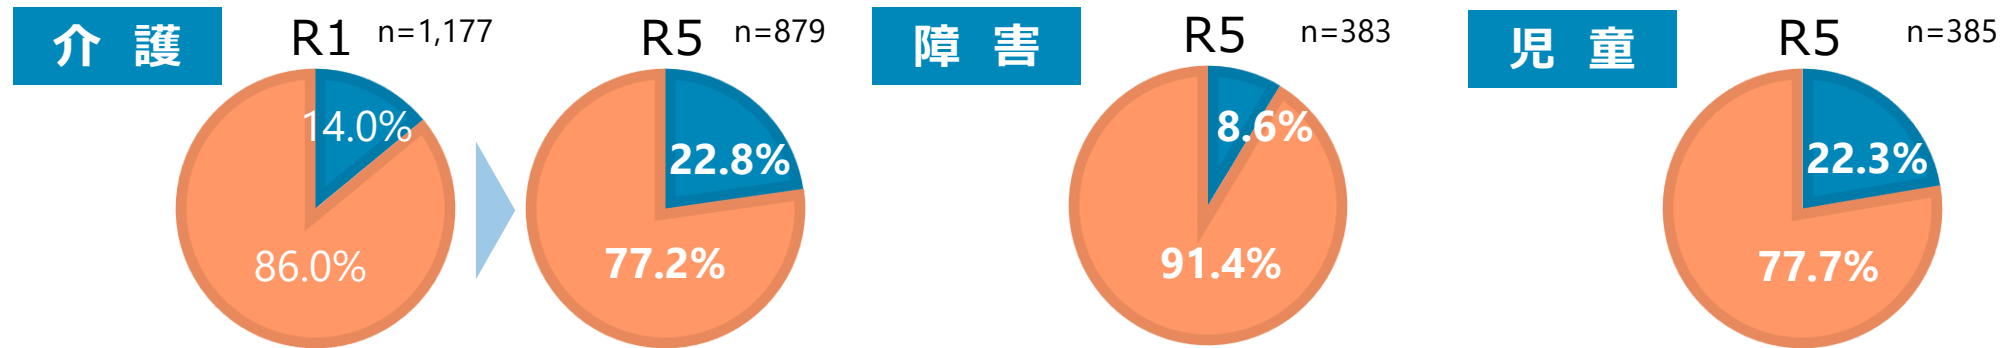 介 護
R1 n=1,177
14.0%
86.0%
R5 n=879
22.8%
77.2%
障 害
R5 n=383
8.6%
91.4%
児 童
R5 n=385
22.3%
77.7%